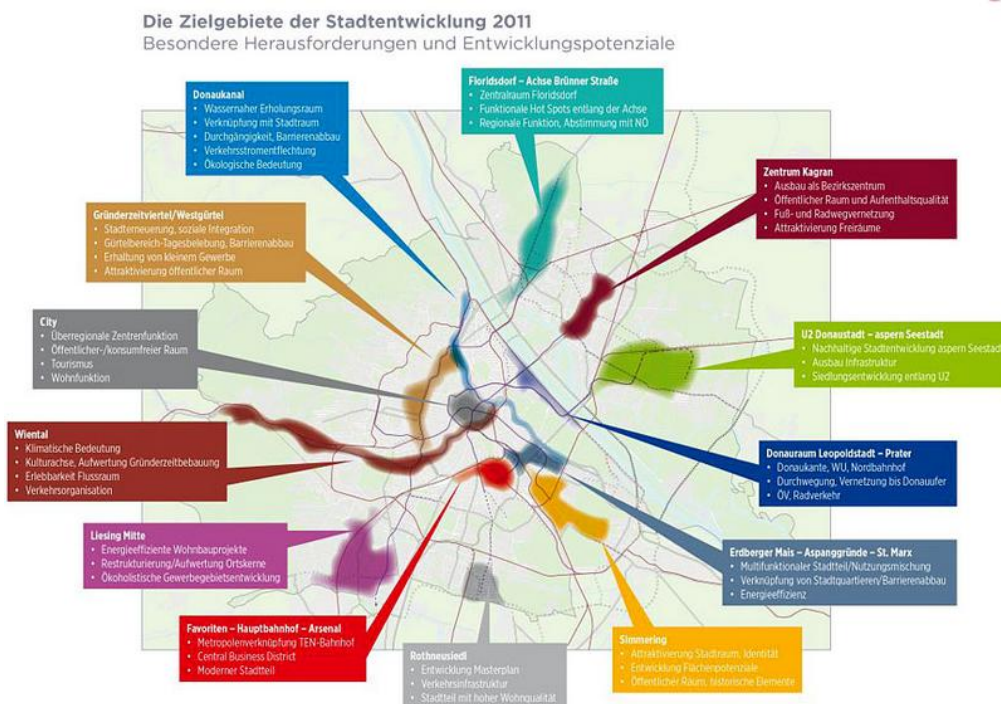 Die Zielgebiete der Stadtentwicklung 2011
Besondere Herausforderungen und Entwicklungspotenziale
Donaukanal
• Wassernaher Erholungsraum
• Verknüpfung mit Stadtraum
• Durchgängigkeit, Barrierenabbau
• Verkehrsstromentflechtung
• Ökologische Bedeutung
Floridsdorf – Achse Brünner Straße
• Zentralraum Floridsdorf
• Funktionale Hot Spots entlang der Achse
• Regionale Funktion, Abstimmung mit NÖ
Zentrum Kagran
• Ausbau als Bezirkszentrum
• Öffentlicher Raum und Aufenthaltsqualität
• Fuß- und Radwegvernetzung
• Attraktivierung Freiräume
Gründerzeitviertel/Westgürtel
• Stadterneuerung, soziale Integration
• Gürtelbereich-Tagesbelebung, Barrierenabbau
• Erhaltung von kleinem Gewerbe
• Attraktivierung öffentlicher Raum
City
• Überregionale Zentrenfunktion
• Öffentlicher-/konsumfreier Raum
• Tourismus
• Wohnfunktion
U2 Donaustadt – aspern Seestadt
• Nachhaltige Stadtentwicklung aspern Seestadt
• Ausbau Infrastruktur
• Siedlungsentwicklung entlang U2
Wiental
• Klimatische Bedeutung
• Kulturachse, Aufwertung Gründerzeitbebauung
• Erlebbarkeit Flussraum
• Verkehrsorganisation
Donauraum Leopoldstadt – Prater
• Donaukante, WU, Nordbahnhof
• Durchwegung, Vernetzung bis Donauufer
• ÖV, Radverkehr
Liesing Mitte
• Energieeffiziente Wohnbauprojekte
• Restrukturierung/Aufwertung Ortskerne
• Ökoholistische Gewerbegebietsentwicklung
Erdberger Mais – Aspanggründe – St. Marx
• Multifunktionaler Stadtteil/Nutzungsmischung
• Verknüpfung von Stadtquartieren/Barrierenabbau
• Energieeffizienz
Favoriten – Hauptbahnhof – Arsenal
• Metropolenverknüpfung TEN-Bahnhof
• Central Business District
• Moderner Stadtteil
Rothneusiedl
• Entwicklung Masterplan
• Verkehrsinfrastruktur
• Stadtteil mit hoher Wohnqualität
Simmering
• Attraktivierung Stadtraum, Identität
• Entwicklung Flächenpotenziale
• Öffentlicher Raum, historische Elemente